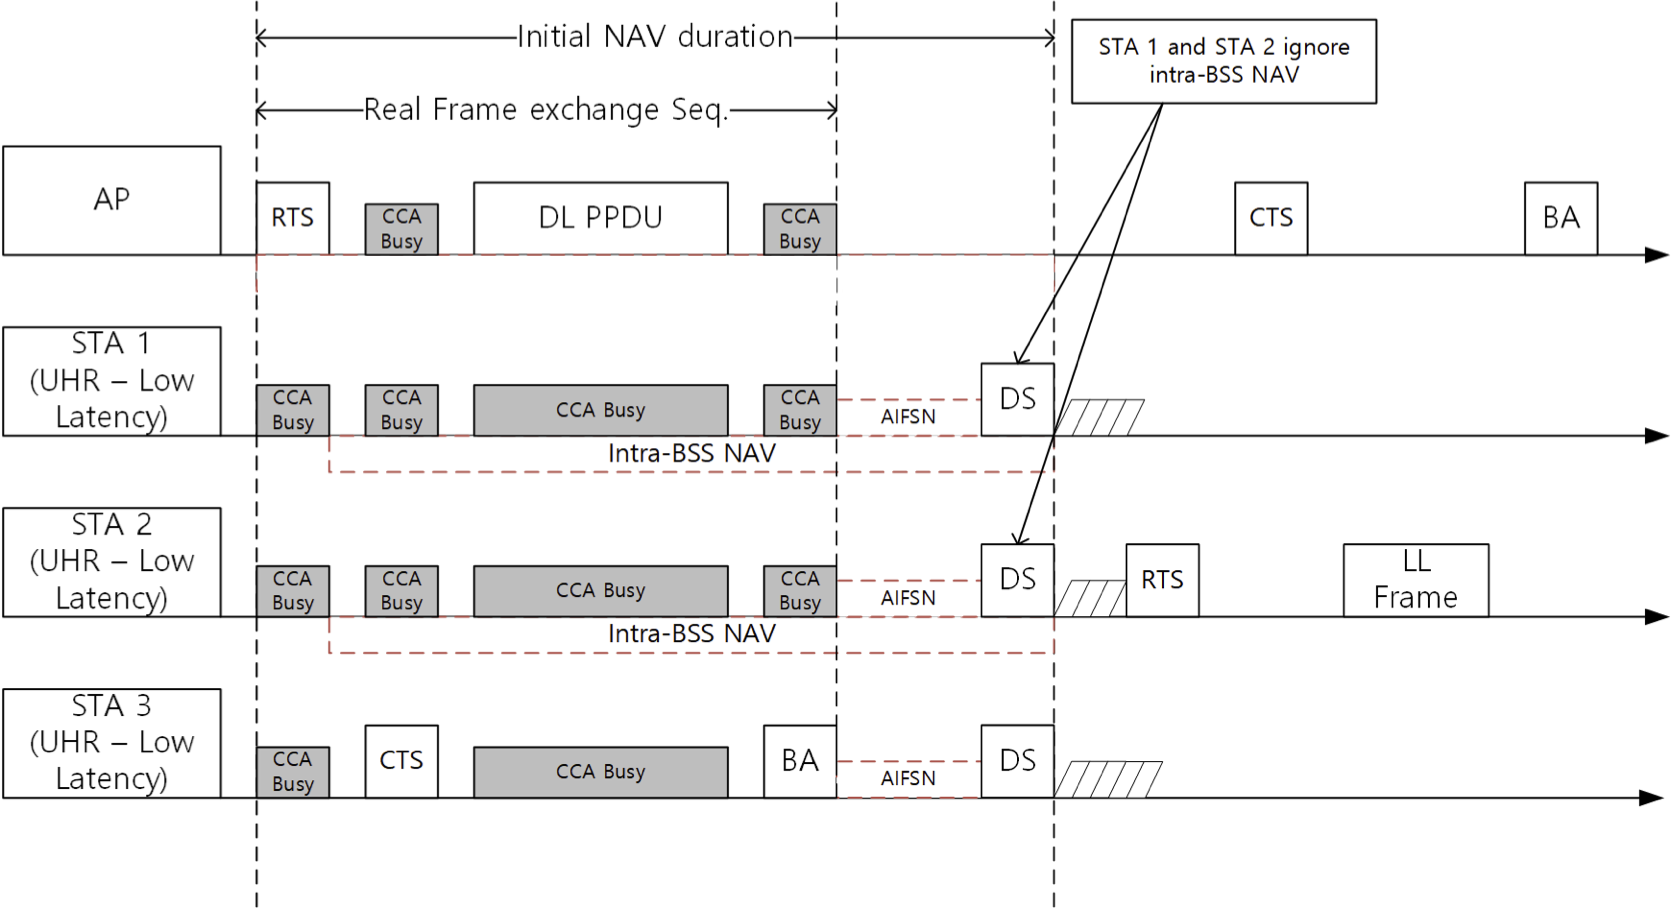 Initial NAV duration
STA 1 and STA 2 ignore
intra-BSS NAV
Real Frame exchange Seq.
AP
RTS
CCA
Busy
DL PPDU
CCA
Busy
CTS
BA
STA 1
(UHR – Low
Latency)
CCA
Busy
CCA
Busy
CCA Busy
CCA
Busy
AIFSN
DS
Intra-BSS NAV
STA 2
(UHR – Low
Latency)
CCA
Busy
CCA
Busy
CCA Busy
CCA
Busy
AIFSN
DS
RTS
LL
Frame
Intra-BSS NAV
STA 3
(UHR – Low
Latency)
CCA
Busy
CTS
CCA Busy
BA
AIFSN
DS